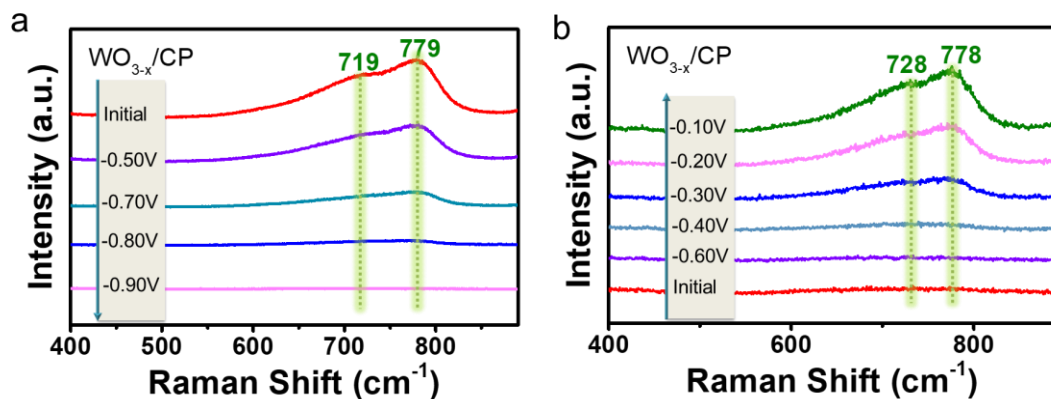 a
WO3-x/CP
719
779
Initial
-0.50V
-0.70V
-0.80V
-0.90V
Intensity (a.u.)
400
500
600
700
800
Raman Shift (cm-1)
b
WO3-x/CP
728
778
-0.10V
-0.20V
-0.30V
-0.40V
-0.60V
Initial
Intensity (a.u.)
400
500
600
700
800
Raman Shift (cm-1)